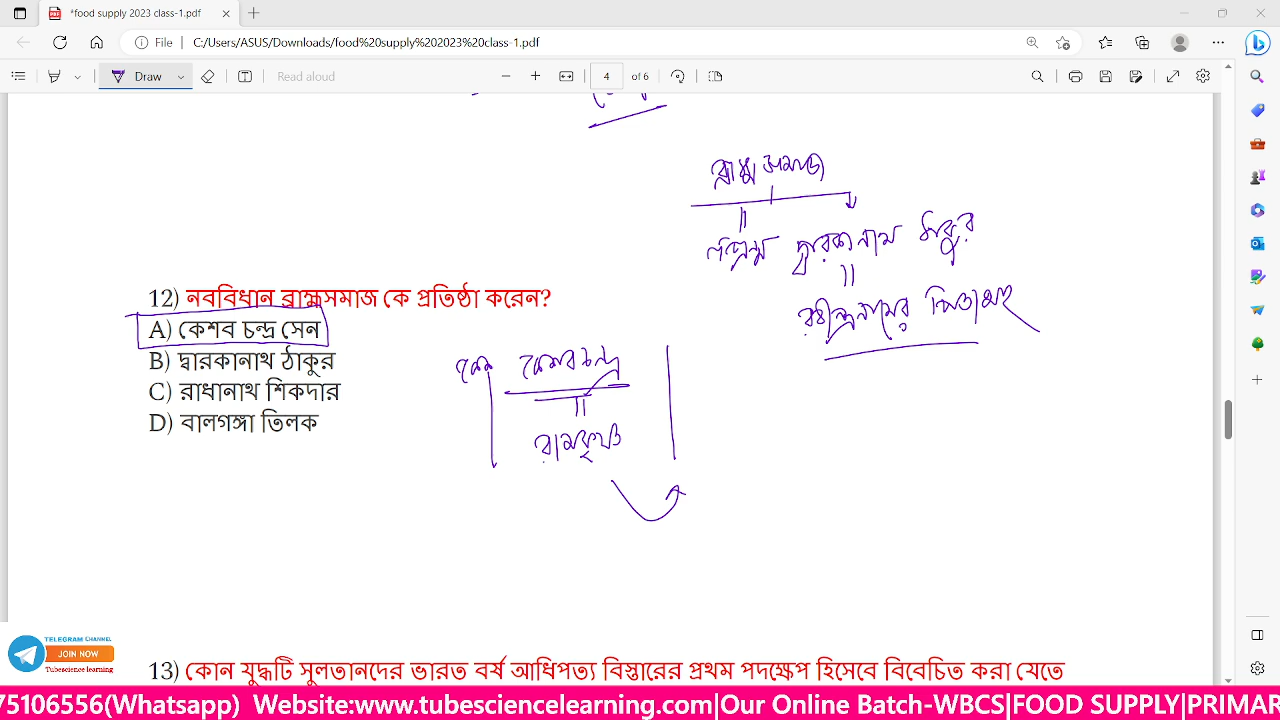 *food supply 2023 class-1.pdf
File C:/Users/ASUS/Downloads/food%20supply%202023%20class-1.pdf
Draw Read aloud 4 of 6
ব্রাহ্ম সমাজ
দ্বারকানাথ ঠাকুর
রবীন্দ্রনাথের পিতামহ
12) নববিধান ব্রাহ্মসমাজ কে প্রতিষ্ঠা করেন?
A) কেশব চন্দ্র সেন
B) দ্বারকানাথ ঠাকুর
C) রাধানাথ শিকদার
D) বালগঙ্গা তিলক
কেশবচন্দ্র
রামকৃষ্ণ
TELEGRAM CHANNEL
JOIN NOW
Tubescience learning
13) কোন যুদ্ধটি সুলতানদের ভারত বর্ষ আধিপত্য বিস্তারের প্রথম পদক্ষেপ হিসেবে বিবেচিত করা যেতে
75106556(Whatsapp) Website:www.tubesciencelearning.com|Our Online Batch-WBCS|FOOD SUPPLY|PRIMAR